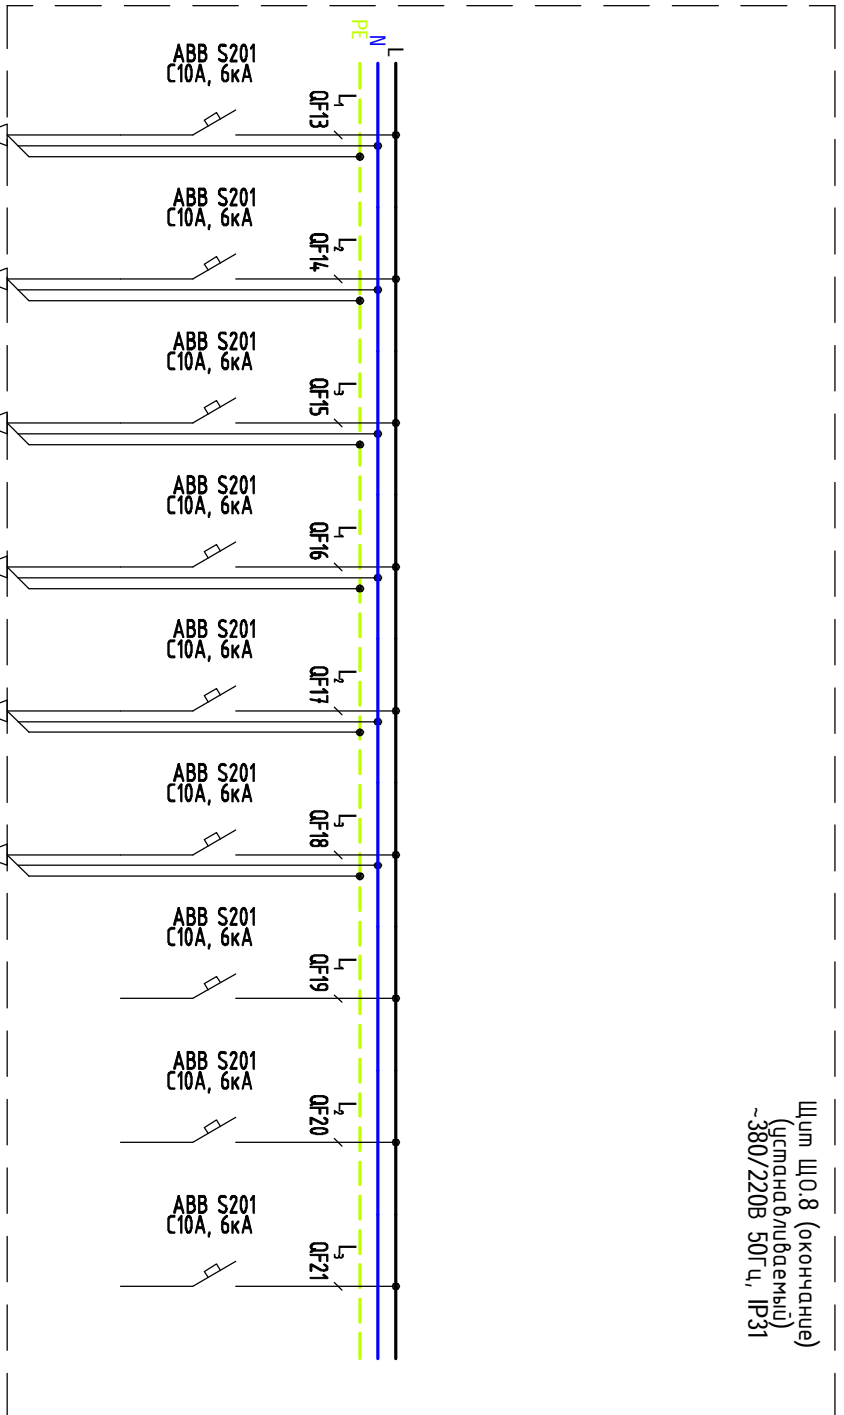 PE
N
L
ABB S201
C10A, 6кА
L1
QF13
ABB S201
C10A, 6кА
L2
QF14
ABB S201
C10A, 6кА
L3
QF15
ABB S201
C10A, 6кА
L1
QF16
ABB S201
C10A, 6кА
L2
QF17
ABB S201
C10A, 6кА
L3
QF18
ABB S201
C10A, 6кА
L1
QF19
ABB S201
C10A, 6кА
L2
QF20
ABB S201
C10A, 6кА
L3
QF21
Щит ЩО.8 (окончание)
(устанавливаемый)
~380/220В 50Гц, IP31